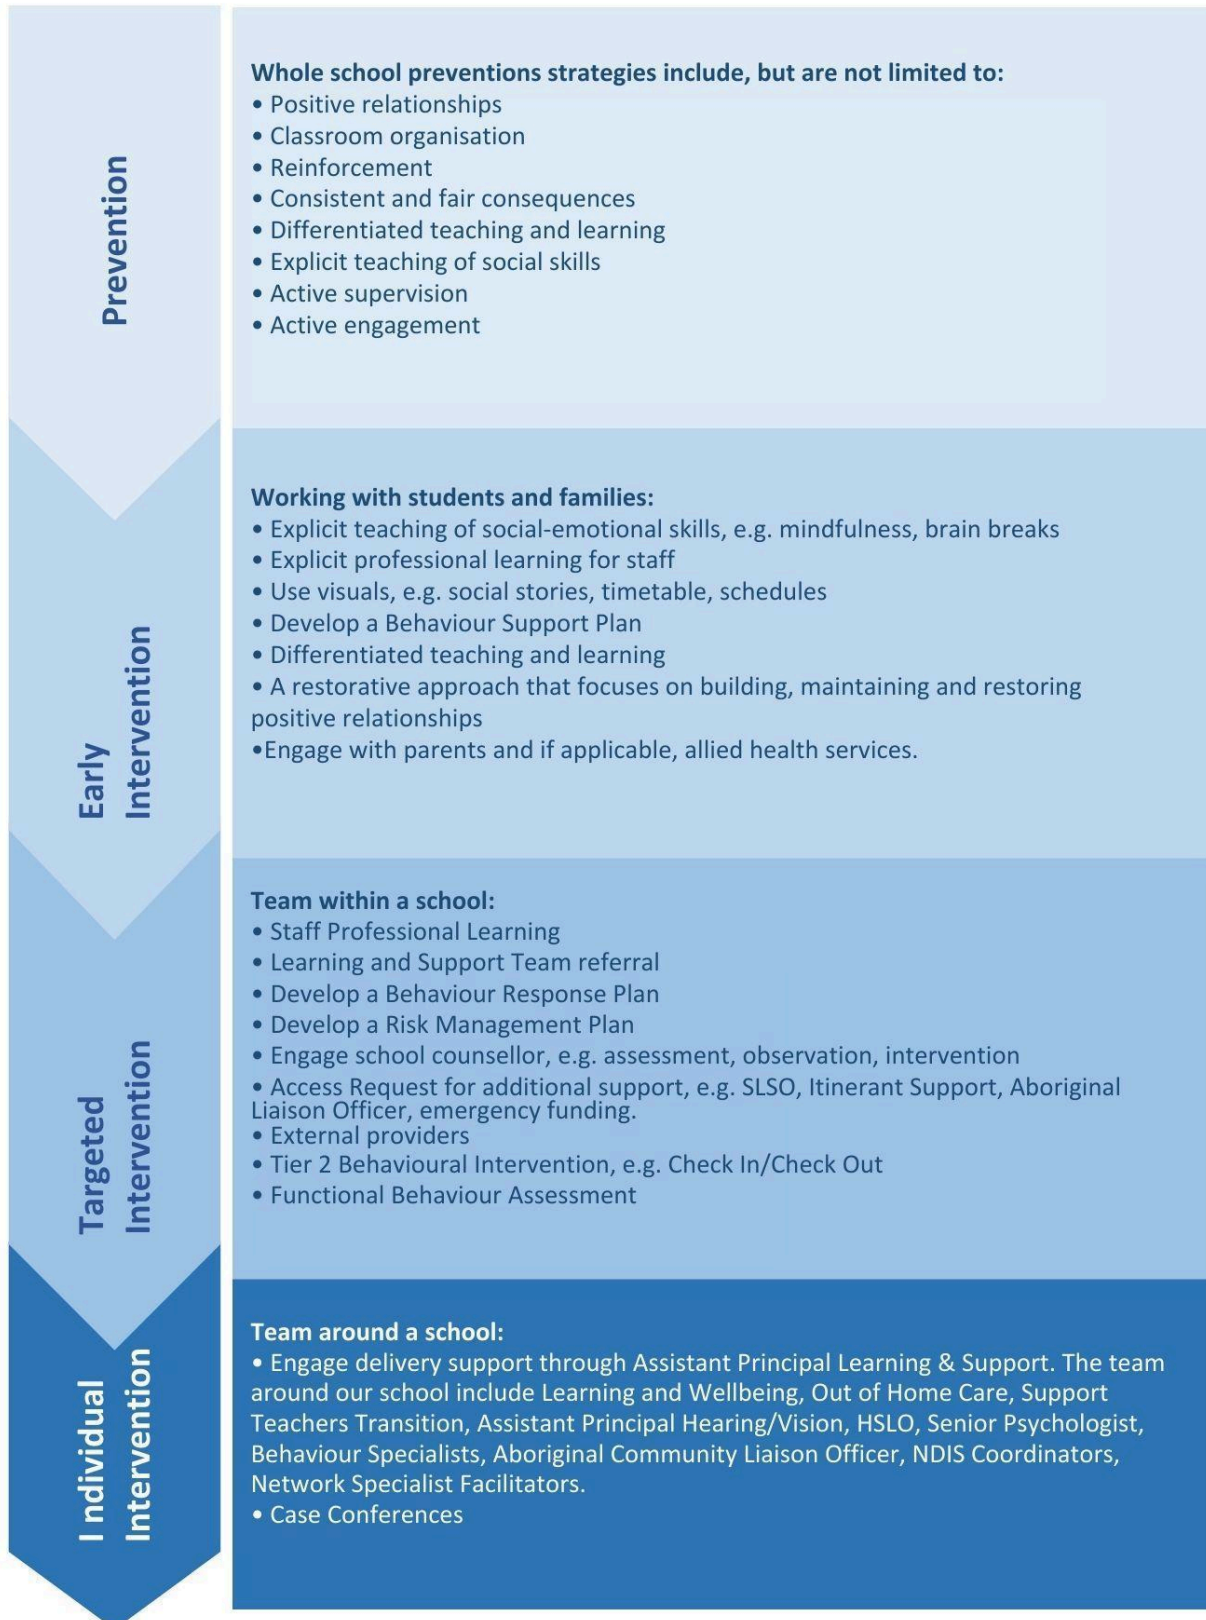 Prevention
Whole school preventions strategies include, but are not limited to:
• Positive relationships
• Classroom organisation
• Reinforcement
• Consistent and fair consequences
• Differentiated teaching and learning
• Explicit teaching of social skills
• Active supervision
• Active engagement
Early
Intervention
Working with students and families:
• Explicit teaching of social-emotional skills, e.g. mindfulness, brain breaks
• Explicit professional learning for staff
• Use visuals, e.g. social stories, timetable, schedules
• Develop a Behaviour Support Plan
• Differentiated teaching and learning
• A restorative approach that focuses on building, maintaining and restoring
positive relationships
•Engage with parents and if applicable, allied health services.
Targeted
Intervention
Team within a school:
• Staff Professional Learning
• Learning and Support Team referral
• Develop a Behaviour Response Plan
• Develop a Risk Management Plan
• Engage school counsellor, e.g. assessment, observation, intervention
• Access Request for additional support, e.g. SLSO, Itinerant Support, Aboriginal
Liaison Officer, emergency funding.
• External providers
• Tier 2 Behavioural Intervention, e.g. Check In/Check Out
• Functional Behaviour Assessment
I ndividual
Intervention
Team around a school:
• Engage delivery support through Assistant Principal Learning & Support. The team
around our school include Learning and Wellbeing, Out of Home Care, Support
Teachers Transition, Assistant Principal Hearing/Vision, HSLO, Senior Psychologist,
Behaviour Specialists, Aboriginal Community Liaison Officer, NDIS Coordinators,
Network Specialist Facilitators.
• Case Conferences